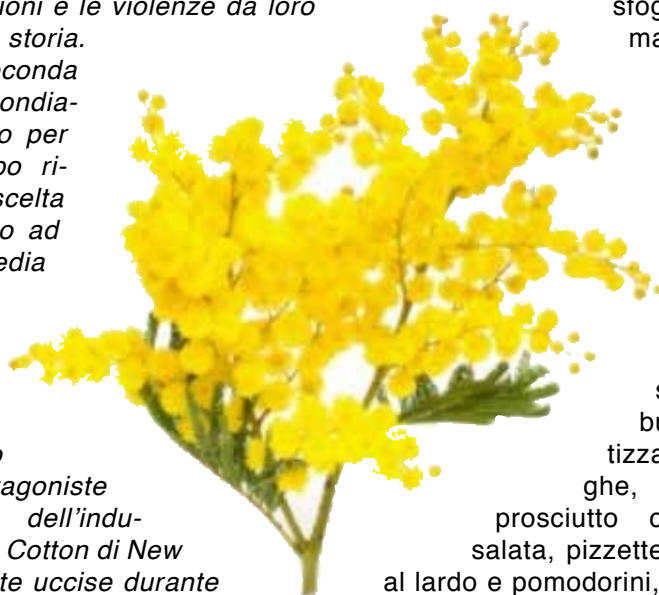 ioni e le violenze da loro
storia.
econda
ondia-
o per
po ri-
scelta
o ad
edia
o
agoniste
dell'indu-
Cotton di New
te uccise durante
sfog
ma
s
bu
tizza
ghe,
prosciutto c
salata, pizzette
al lardo e pomodorini,